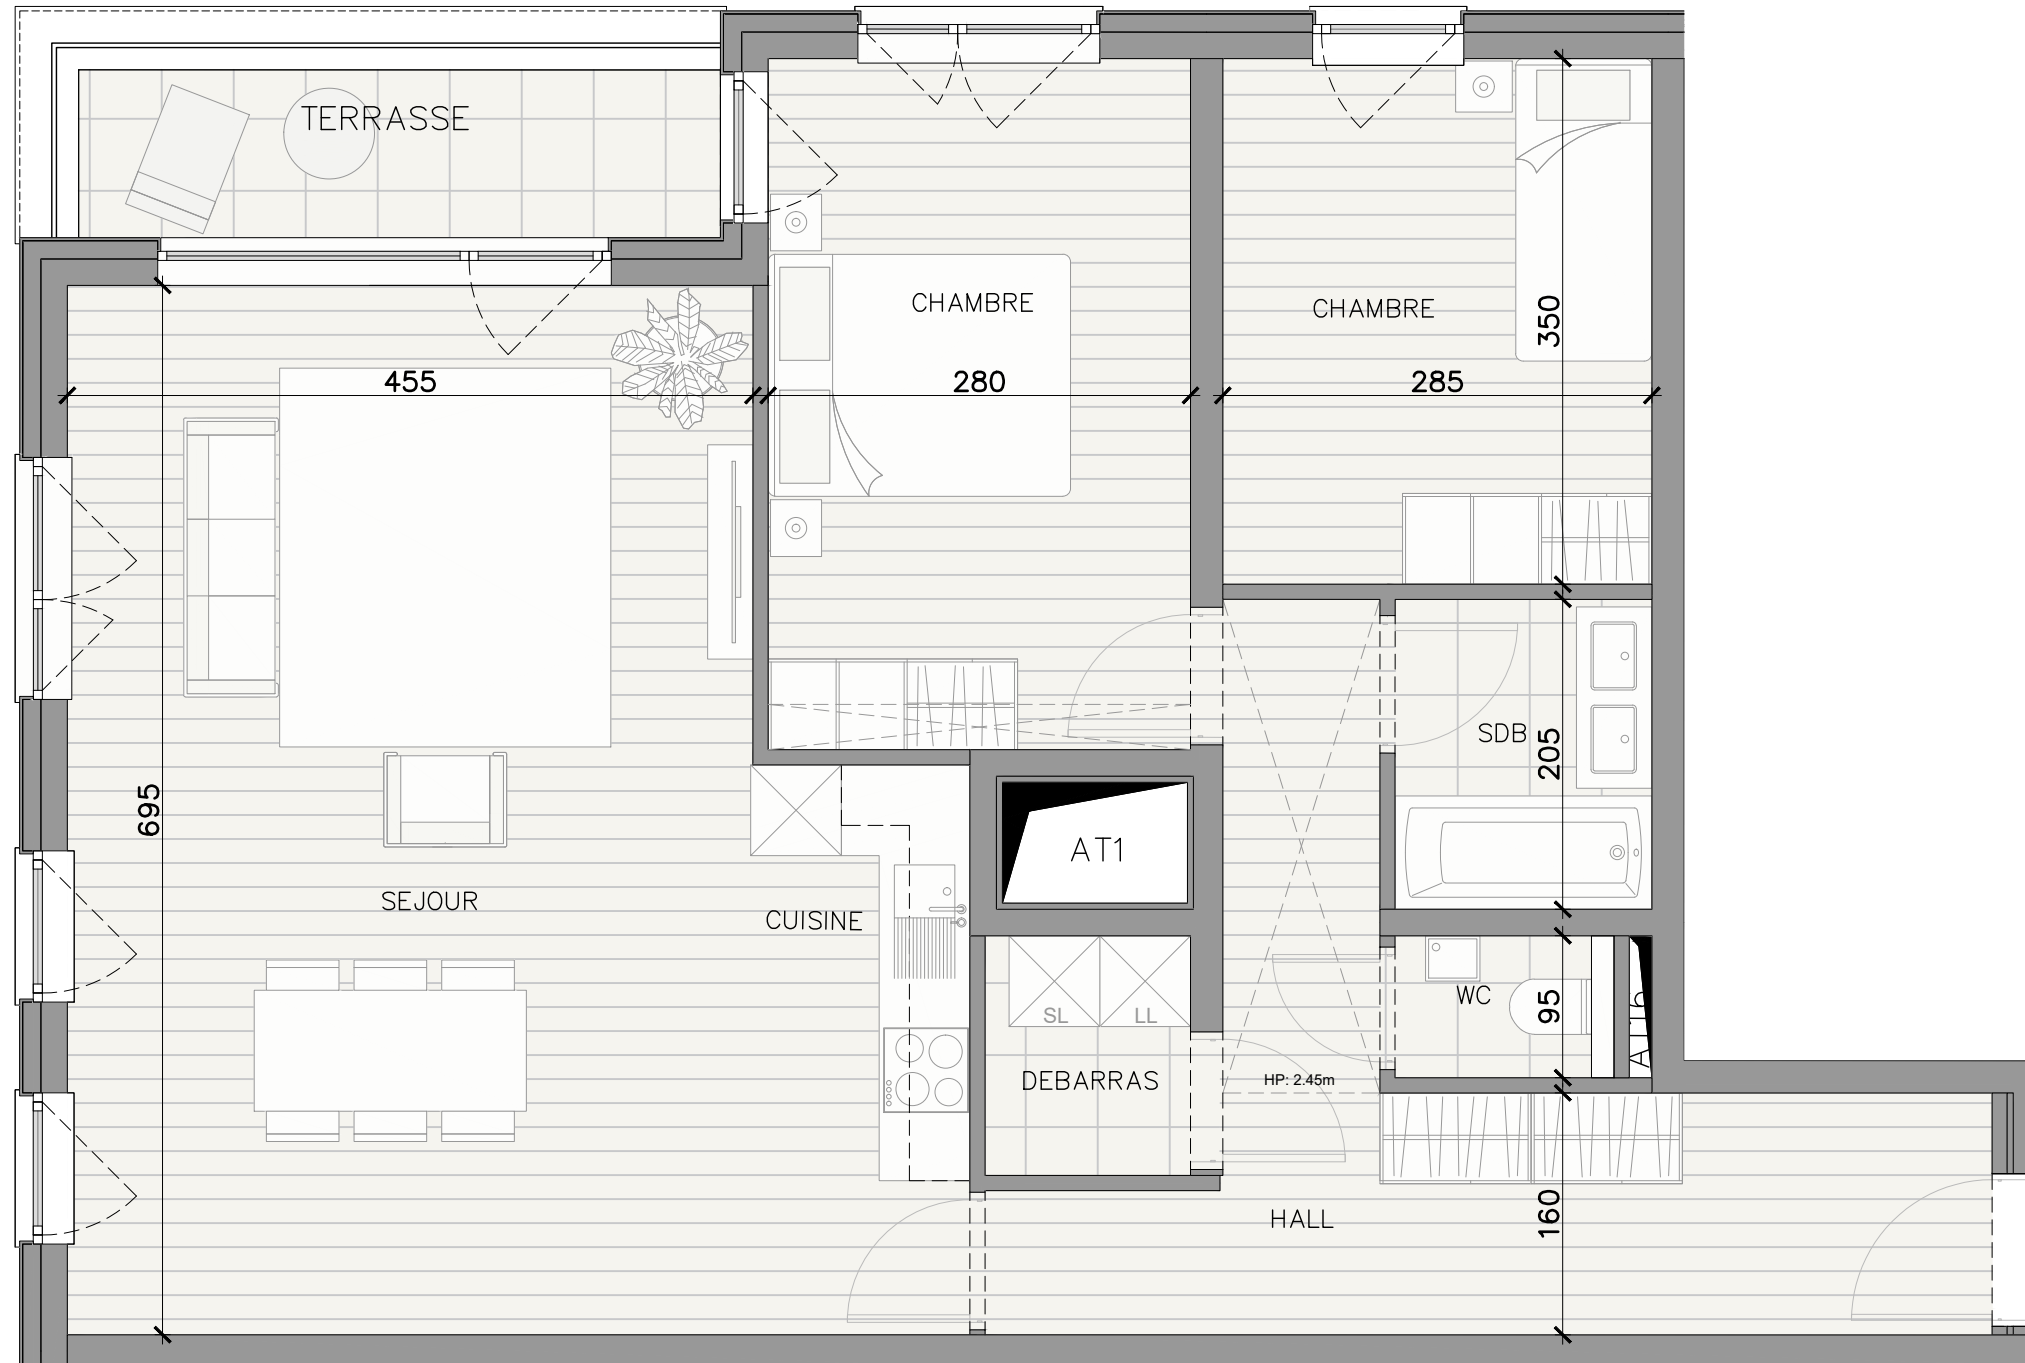 TERRASSE
CHAMBRE
CHAMBRE
350
455
280
285
695
SDB
205
AT1
SEJOUR
CUISINE
WC
95
SL
LL
DEBARRAS
HP: 2.45m
HALL
160